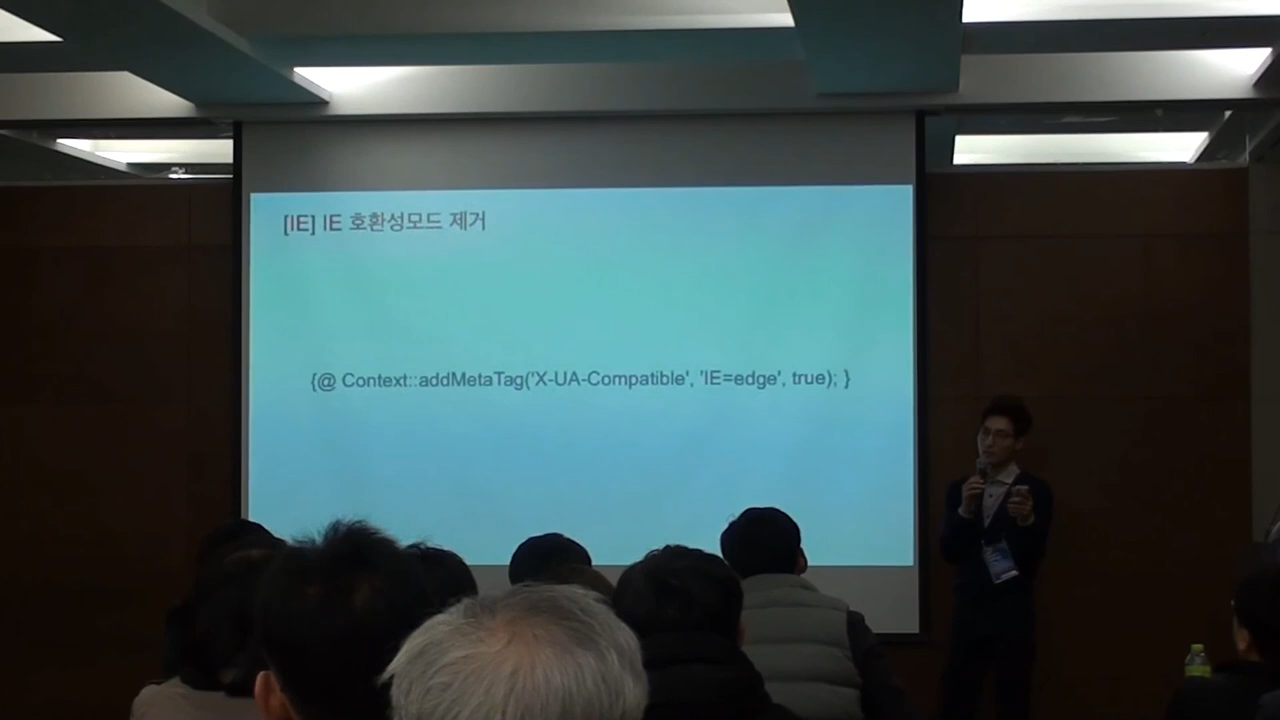 [IE] IE 호환성모드 제거
{@ Context::addMetaTag('X-UA-Compatible', 'IE=edge', true); }